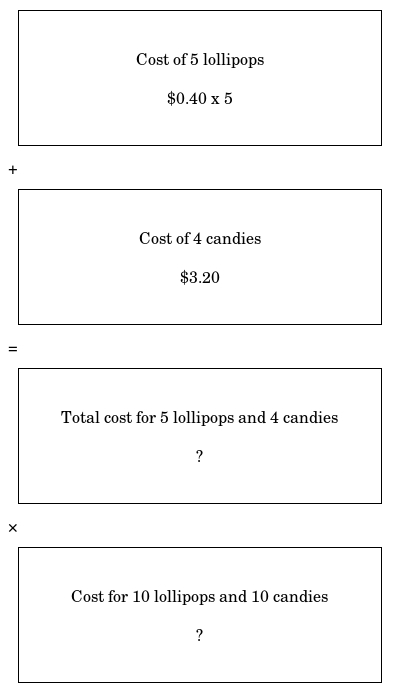 Cost of 5 lollipops
$0.40 x 5
+
Cost of 4 candies
$3.20
=
Total cost for 5 lollipops and 4 candies
?
×
Cost for 10 lollipops and 10 candies
?